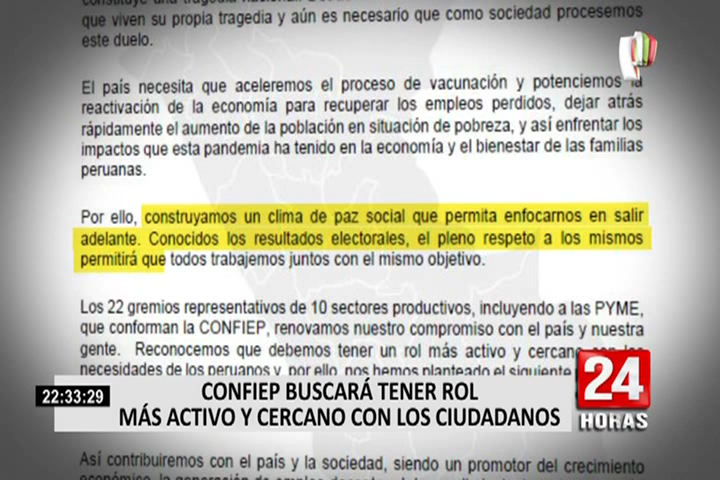 que viven su propia tragedia y aún es necesario que como sociedad procesemos
este duelo.
El país necesita que aceleremos el proceso de vacunación y potenciemos la
reactivación de la economía para recuperar los empleos perdidos, dejar atrás
rápidamente el aumento de la población en situación de pobreza, y así enfrentar los
impactos que esta pandemia ha tenido en la economía y el bienestar de las familias
peruanas.
Por ello, construyamos un clima de paz social que permita enfocarnos en salir
adelante. Conocidos los resultados electorales, el pleno respeto a los mismos
permitirá que todos trabajemos juntos con el mismo objetivo.
Los 22 gremios representativos de 10 sectores productivos, incluyendo a las PYME,
que conforman la CONFIEP, renovamos nuestro compromiso con el país y nuestra
gente. Reconocemos que debemos tener un rol más activo y cercano con las
necesidades de los peruanos y, por ello, nos hemos planteado el siguiente
22:33:29
CONFIEP BUSCARÁ TENER ROL
MÁS ACTIVO Y CERCANO CON LOS CIUDADANOS
24
HORAS
Así contribuiremos con el país y la sociedad, siendo un promotor del crecimiento